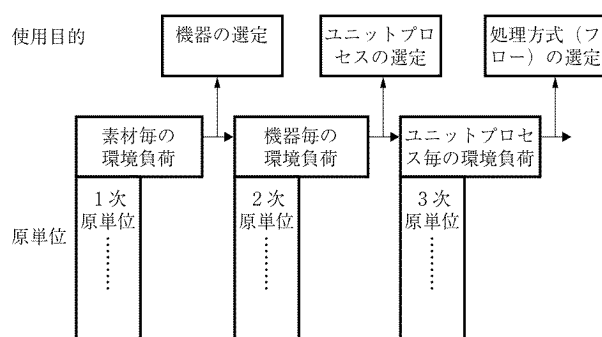 使用目的
機器の選定
ユニットプロ
セスの選定
処理方式（フ
ロー）の選定
素材毎の
環境負荷
機器毎の
環境負荷
ユニットプロセ
ス毎の環境負荷
原単位
1次
原単位
………
2次
原単位
………
3次
原単位
………